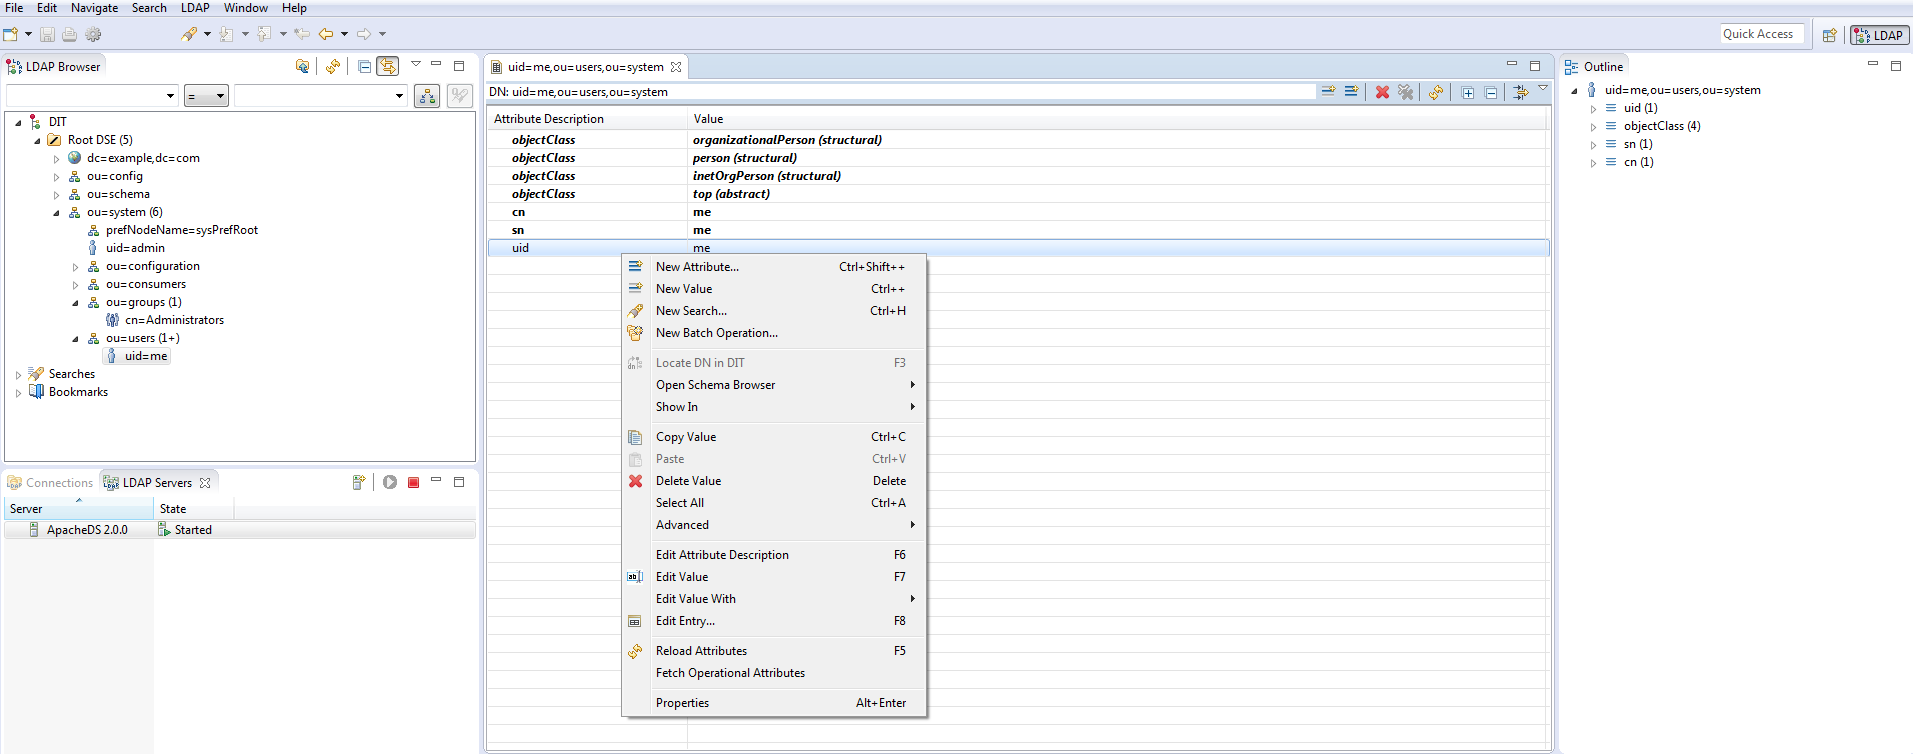 File Edit Navigate Search LDAP Window Help
Quick Access LDAP
LDAP Browser
=
DIT
Root DSE (5)
dc=example,dc=com
ou=config
ou=schema
ou=system (6)
prefNodeName=sysPrefRoot
uid=admin
ou=configuration
ou=consumers
ou=groups (1)
cn=Administrators
ou=users (1+)
uid=me
Searches
Bookmarks
Connections LDAP Servers
Server State
ApacheDS 2.0.0 Started
uid=me,ou=users,ou=system
DN: uid=me,ou=users,ou=system
Attribute Description Value
objectClass organizationalPerson (structural)
objectClass person (structural)
objectClass inetOrgPerson (structural)
objectClass top (abstract)
cn me
sn me
uid me
New Attribute... Ctrl+Shift++
New Value Ctrl++
New Search... Ctrl+H
New Batch Operation...
Locate DN in DIT F3
Open Schema Browser
Show In
Copy Value Ctrl+C
Paste Ctrl+V
Delete Value Delete
Select All Ctrl+A
Advanced
Edit Attribute Description F6
Edit Value F7
Edit Value With
Edit Entry... F8
Reload Attributes F5
Fetch Operational Attributes
Properties Alt+Enter
Outline
uid=me,ou=users,ou=system
uid (1)
objectClass (4)
sn (1)
cn (1)